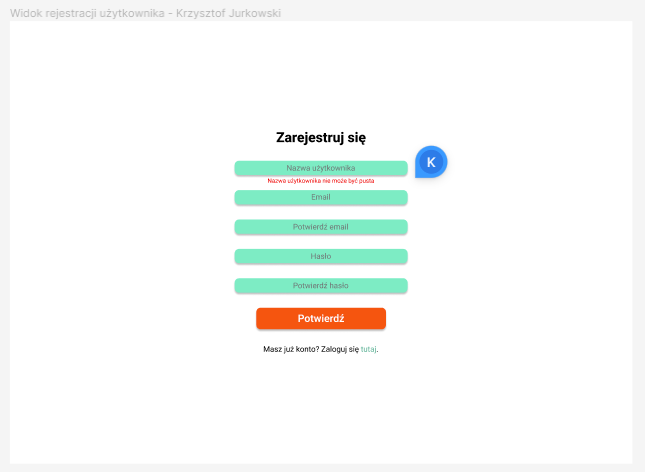 Widok rejestracji użytkownika - Krzysztof Jurkowski
Zarejestruj się
Nazwa użytkownika
K
Nazwa użytkownika nie może być pusta
Email
Potwierdź email
Hasło
Potwierdź hasło
Potwierdź
Masz już konto? Zaloguj się tutaj.